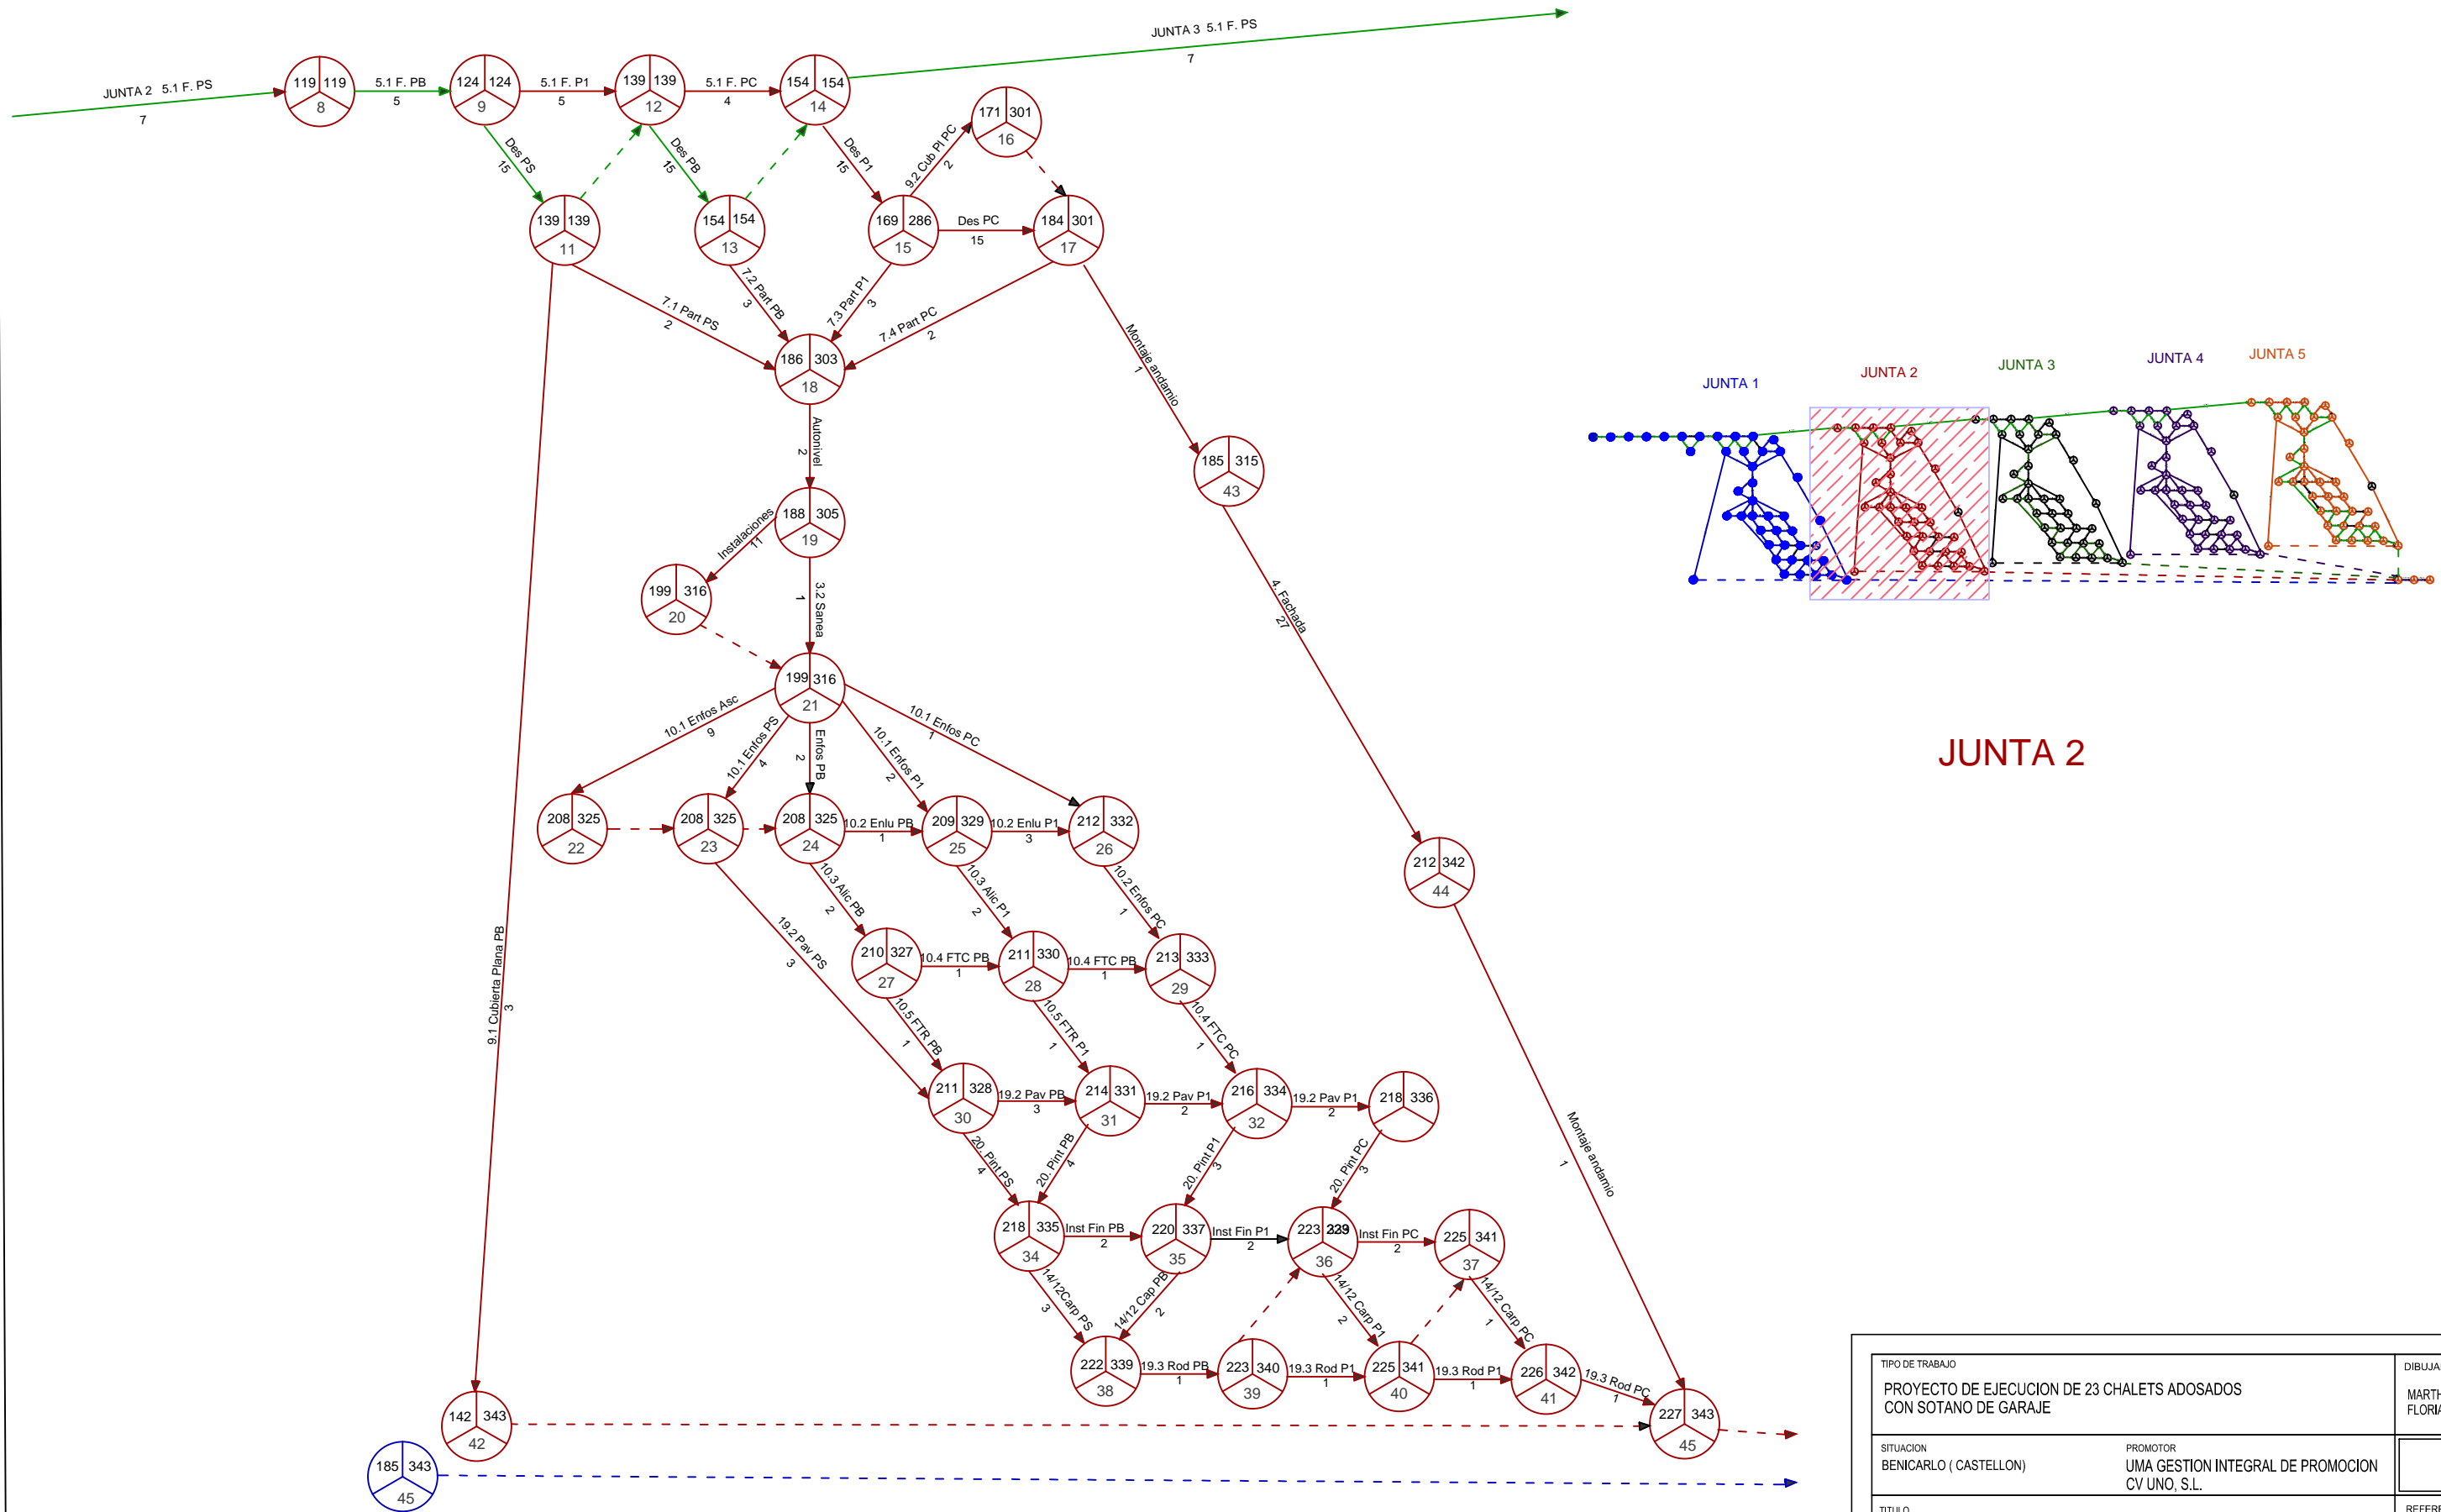 JUNTA 3  5.1 F. PS
7
JUNTA 2  5.1 F. PS
7
119 119
8
5.1 F. PB
5
124 124
9
5.1 F. P1
5
139 139
12
5.1 F. PC
4
154 154
14
171 301
16
Des PS
15
Des PB
15
Des P1
15
9.2 Cub Pl PC
2
139 139
11
154 154
13
169 286
15
Des PC
15
184 301
17
7.1 Part PS
2
7.2 Part PB
3
7.3 Part P1
3
7.4 Part PC
2
Montaje andamio
1
186 303
18
JUNTA 1
JUNTA 2
JUNTA 3
JUNTA 4
JUNTA 5
Autonivel
2
185 315
43
188 305
19
Instalaciones
11
3.2 Sanea
1
199 316
20
4. Fachada
27
199 316
21
10.1 Enfos Asc
9
10.1 Enfos PS
4
Enfos PB
2
10.1 Enfos P1
2
10.1 Enfos PC
1
JUNTA 2
208 325
22
208 325
23
208 325
24
10.2 Enlu PB
1
209 329
25
10.2 Enlu P1
3
212 332
26
212 342
44
10.3 Alic PB
2
10.3 Alic P1
2
10.2 Enfos PC
1
19.2 Pav PS
3
9.1 Cubierta Plana PB
3
210 327
27
10.4 FTC PB
1
211 330
28
10.4 FTC PB
1
213 333
29
10.5 FTR PB
1
10.5 FTR P1
1
10.4 FTC PC
1
211 328
30
19.2 Pav PB
3
214 331
31
19.2 Pav P1
2
216 334
32
19.2 Pav P1
2
218 336
Montaje andamio
1
20. Pint PS
4
20. Pint PB
4
20. Pint P1
3
20. Pint PC
3
218 335
34
Inst Fin PB
2
220 337
35
Inst Fin P1
2
223
36
Inst Fin PC
2
225 341
37
14/12Carp PS
3
14/12 Cap PB
2
14/12 Carp P1
2
14/12 Carp PC
1
222 339
38
19.3 Rod PB
1
223 340
39
19.3 Rod P1
1
225 341
40
19.3 Rod P1
1
226 342
41
19.3 Rod PC
1
142 343
42
227 343
45
185 343
45
TIPO DE TRABAJO
PROYECTO DE EJECUCION DE 23 CHALETS ADOSADOS
CON SOTANO DE GARAJE
DIBUJA
MARTH
FLORIA
SITUACION
BENICARLO ( CASTELLON)
PROMOTOR
UMA GESTION INTEGRAL DE PROMOCION
CV UNO, S.L.
TITULO
REFERE